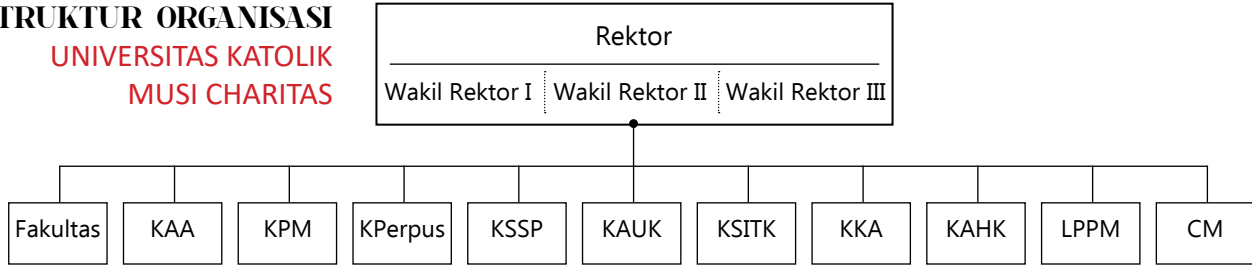 TRUKTUR ORGANISASI
UNIVERSITAS KATOLIK
MUSI CHARITAS
Rektor
Wakil Rektor I Wakil Rektor II Wakil Rektor III
Fakultas KAA KPM KPerpus KSSP KAUK KSITK KKA KAHK LPPM CM